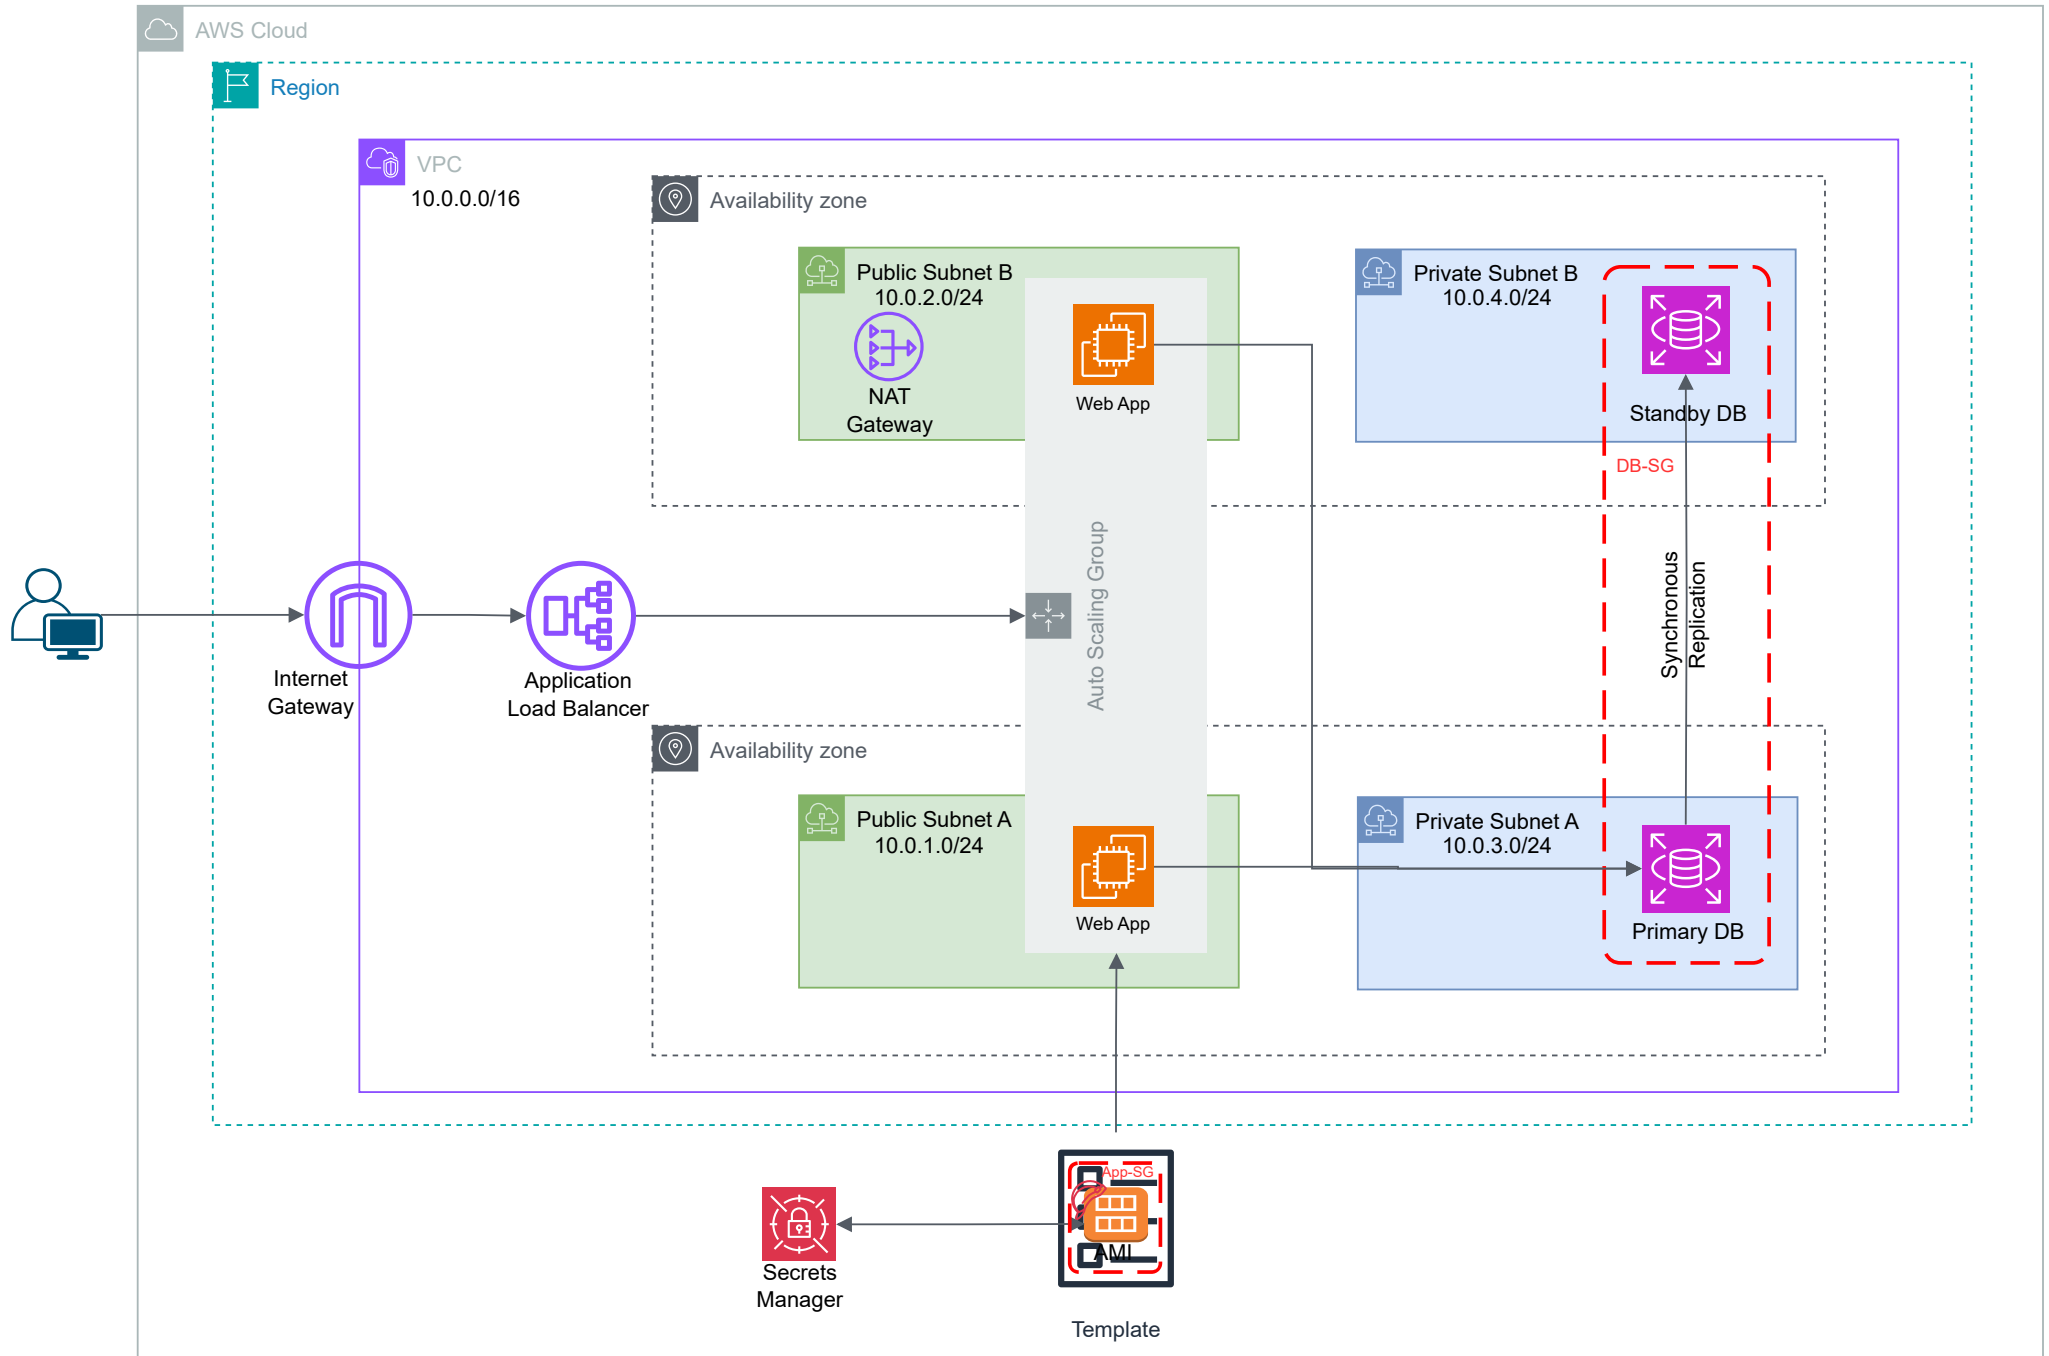 AWS Cloud
Region
VPC
10.0.0.0/16
Availability zone
Public Subnet B
10.0.2.0/24
NAT
Gateway
Web App
Private Subnet B
10.0.4.0/24
Standby DB
DB-SG
Auto Scaling Group
Synchronous
Replication
Internet
Gateway
Application
Load Balancer
Availability zone
Public Subnet A
10.0.1.0/24
Web App
Private Subnet A
10.0.3.0/24
Primary DB
App-SG
AMI
Secrets
Manager
Template